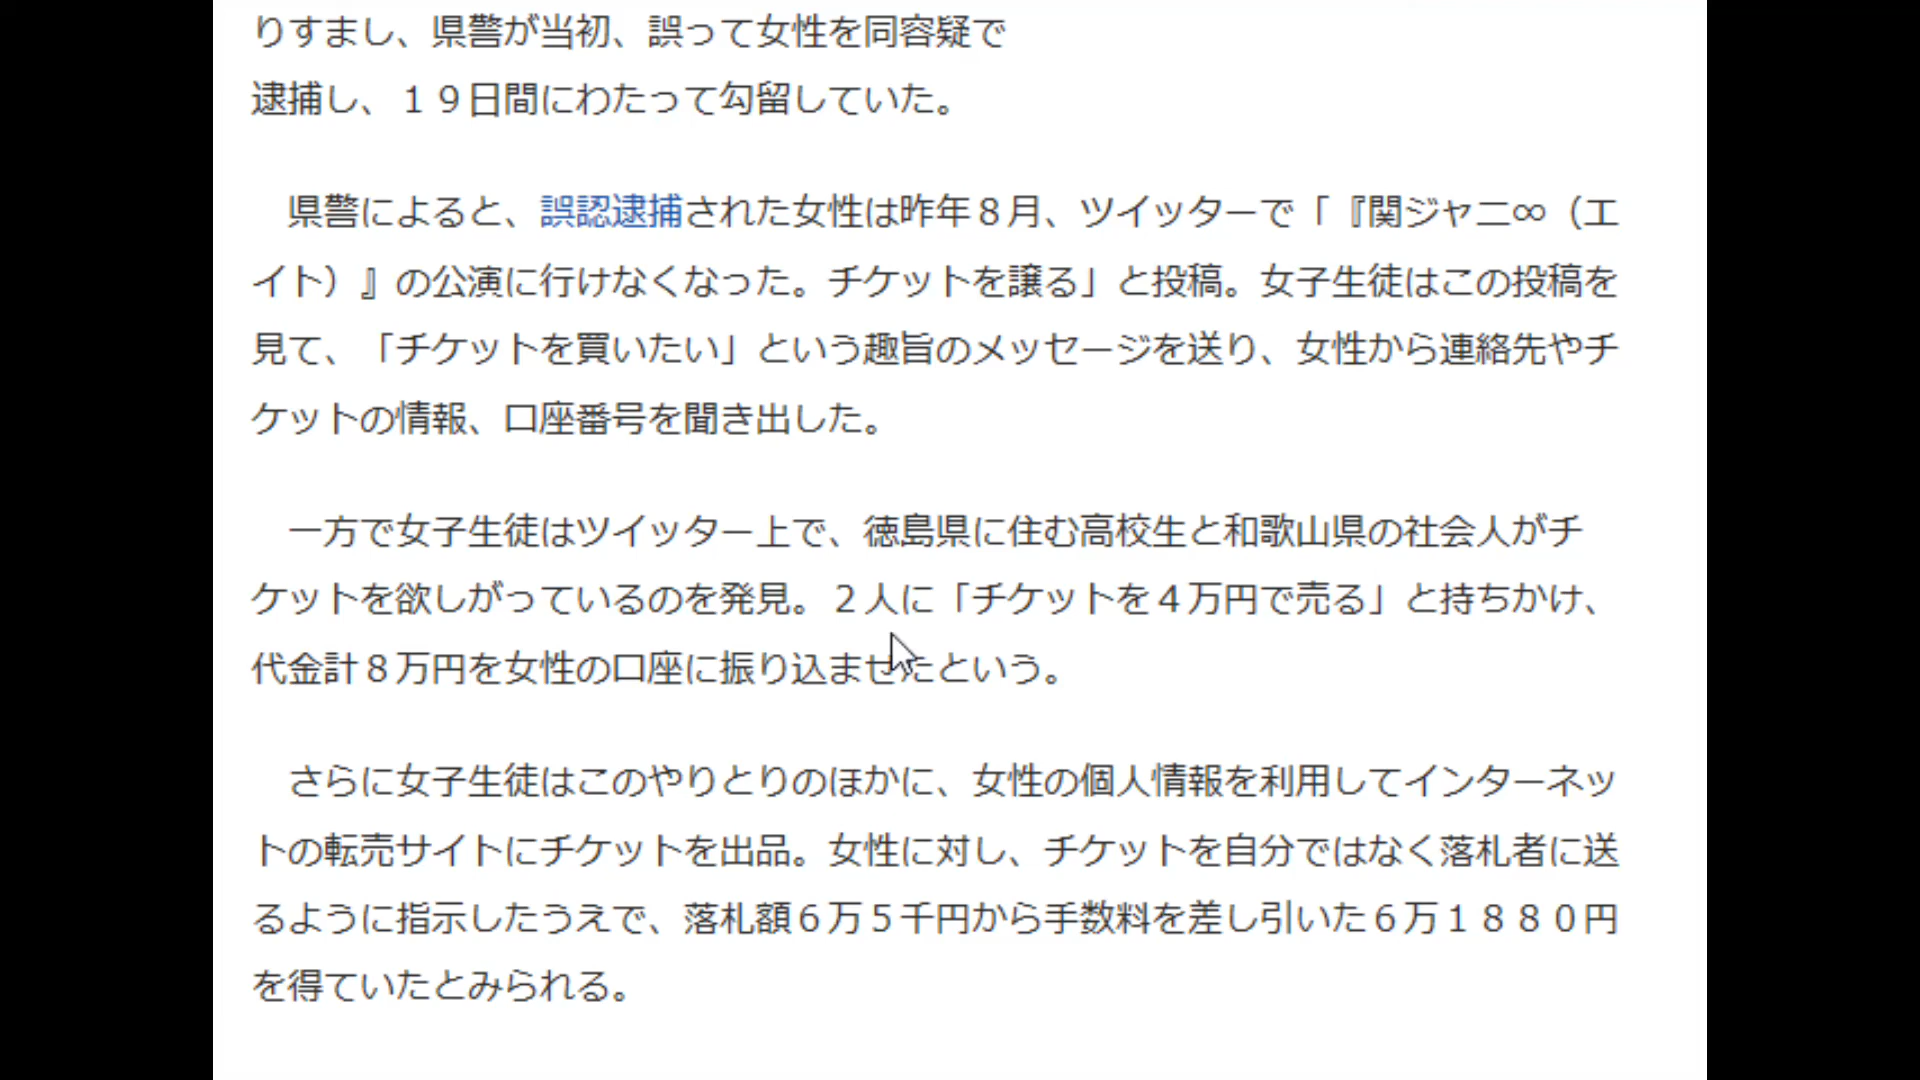 りすまし、県警が当初、誤って女性を同容疑で
逮捕し、１９日間にわたって勾留していた。
　県警によると、誤認逮捕された女性は昨年８月、ツイッターで「『関ジャニ∞（エ
イト）』の公演に行けなくなった。チケットを譲る」と投稿。女子生徒はこの投稿を
見て、「チケットを買いたい」という趣旨のメッセージを送り、女性から連絡先やチ
ケットの情報、口座番号を聞き出した。
　一方で女子生徒はツイッター上で、徳島県に住む高校生と和歌山県の社会人がチ
ケットを欲しがっているのを発見。２人に「チケットを４万円で売る」と持ちかけ、
代金計８万円を女性の口座に振り込ませたという。
　さらに女子生徒はこのやりとりのほかに、女性の個人情報を利用してインターネッ
トの転売サイトにチケットを出品。女性に対し、チケットを自分ではなく落札者に送
るように指示したうえで、落札額６万５千円から手数料を差し引いた６万１８８０円
を得ていたとみられる。